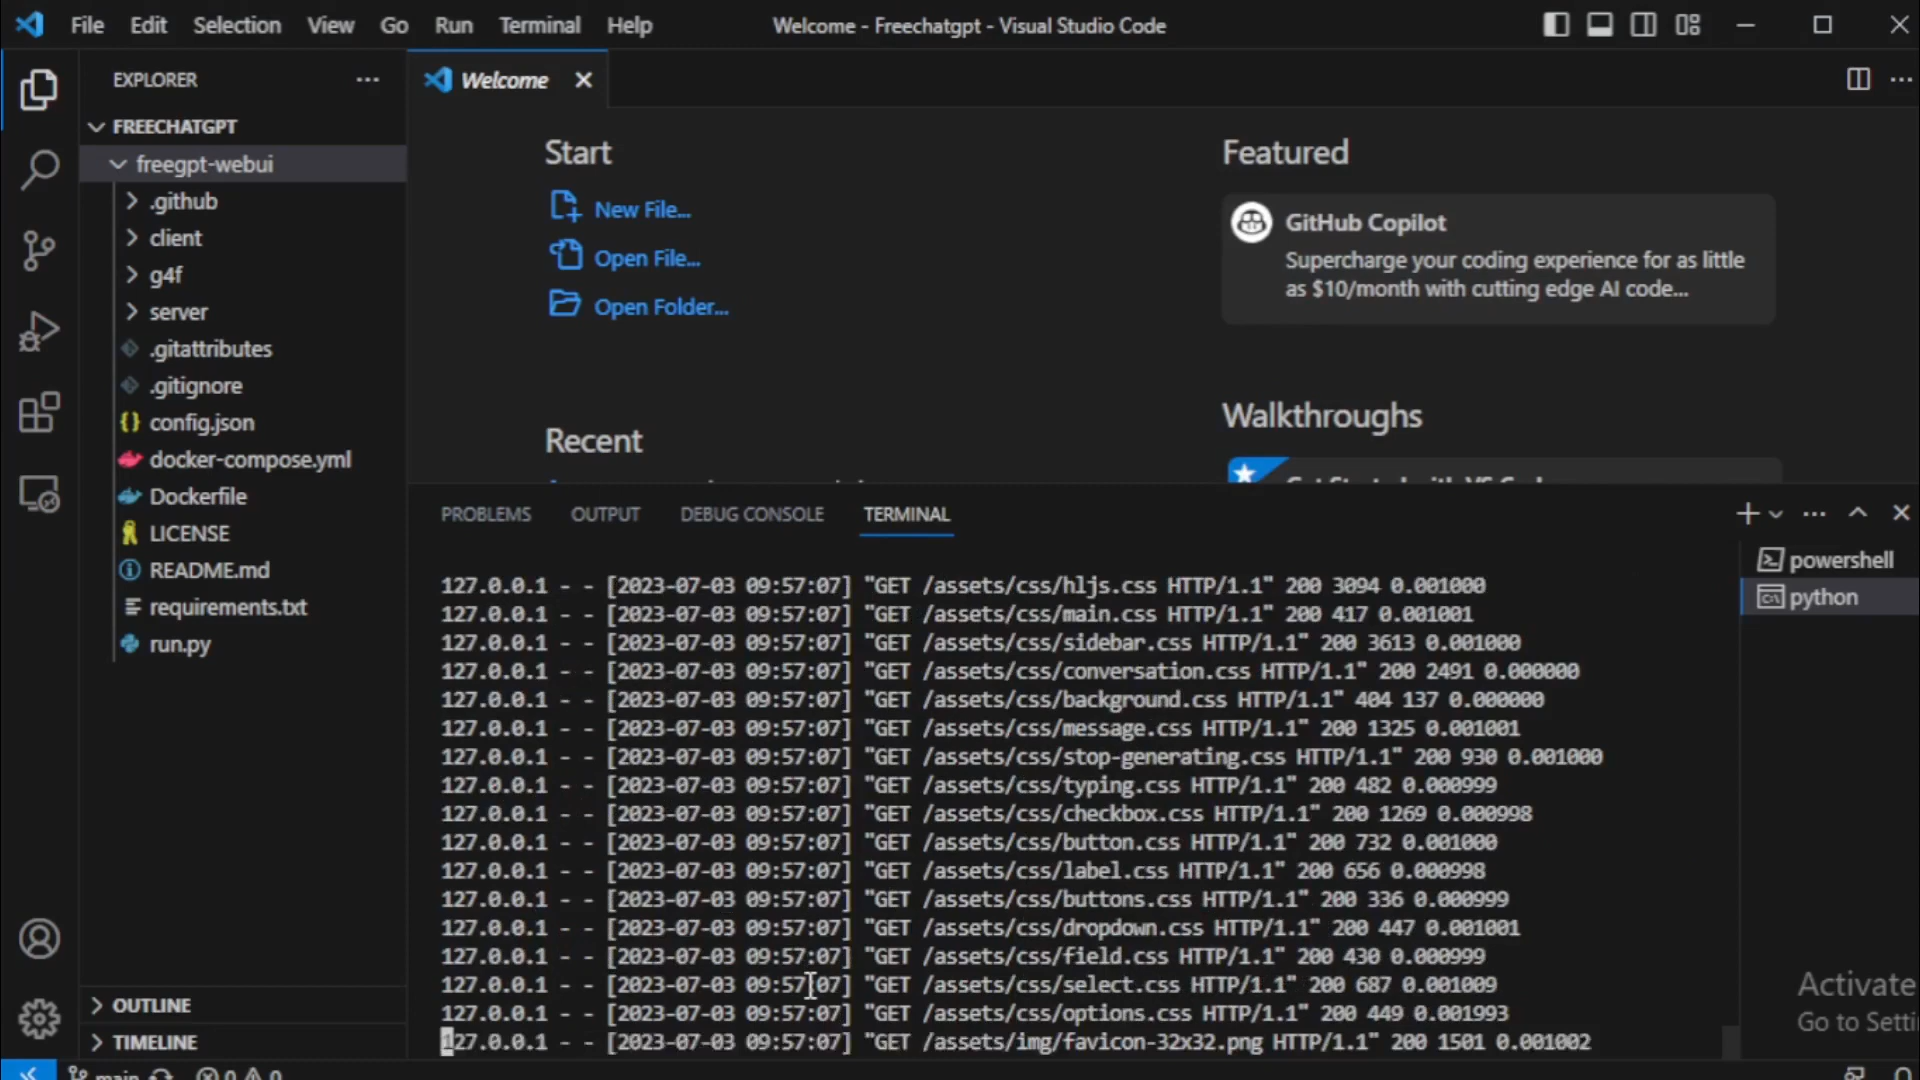 File Edit Selection View Go Run Terminal Help
Welcome - Freechatgpt - Visual Studio Code
EXPLORER
Welcome
FREECHATGPT
freegpt-webui
.github
client
g4f
server
.gitattributes
.gitignore
config.json
docker-compose.yml
Dockerfile
LICENSE
README.md
requirements.txt
run.py
OUTLINE
TIMELINE
Start
New File...
Open File...
Open Folder...
Recent
Featured
GitHub Copilot
Supercharge your coding experience for as little
as $10/month with cutting edge AI code...
Walkthroughs
PROBLEMS OUTPUT DEBUG CONSOLE TERMINAL
127.0.0.1 - - [2023-07-03 09:57:07] "GET /assets/css/hljs.css HTTP/1.1" 200 3094 0.001000
127.0.0.1 - - [2023-07-03 09:57:07] "GET /assets/css/main.css HTTP/1.1" 200 417 0.001001
127.0.0.1 - - [2023-07-03 09:57:07] "GET /assets/css/sidebar.css HTTP/1.1" 200 3613 0.001000
127.0.0.1 - - [2023-07-03 09:57:07] "GET /assets/css/conversation.css HTTP/1.1" 200 2491 0.000000
127.0.0.1 - - [2023-07-03 09:57:07] "GET /assets/css/background.css HTTP/1.1" 404 137 0.000000
127.0.0.1 - - [2023-07-03 09:57:07] "GET /assets/css/message.css HTTP/1.1" 200 1325 0.001001
127.0.0.1 - - [2023-07-03 09:57:07] "GET /assets/css/stop-generating.css HTTP/1.1" 200 930 0.001000
127.0.0.1 - - [2023-07-03 09:57:07] "GET /assets/css/typing.css HTTP/1.1" 200 482 0.000999
127.0.0.1 - - [2023-07-03 09:57:07] "GET /assets/css/checkbox.css HTTP/1.1" 200 1269 0.000998
127.0.0.1 - - [2023-07-03 09:57:07] "GET /assets/css/button.css HTTP/1.1" 200 732 0.001000
127.0.0.1 - - [2023-07-03 09:57:07] "GET /assets/css/label.css HTTP/1.1" 200 656 0.000998
127.0.0.1 - - [2023-07-03 09:57:07] "GET /assets/css/buttons.css HTTP/1.1" 200 336 0.000999
127.0.0.1 - - [2023-07-03 09:57:07] "GET /assets/css/dropdown.css HTTP/1.1" 200 447 0.001001
127.0.0.1 - - [2023-07-03 09:57:07] "GET /assets/css/field.css HTTP/1.1" 200 430 0.000999
127.0.0.1 - - [2023-07-03 09:57:07] "GET /assets/css/select.css HTTP/1.1" 200 687 0.001009
127.0.0.1 - - [2023-07-03 09:57:07] "GET /assets/css/options.css HTTP/1.1" 200 449 0.001993
127.0.0.1 - - [2023-07-03 09:57:07] "GET /assets/img/favicon-32x32.png HTTP/1.1" 200 1501 0.001002
powershell
python
Activate
Go to Setti
main 0 0